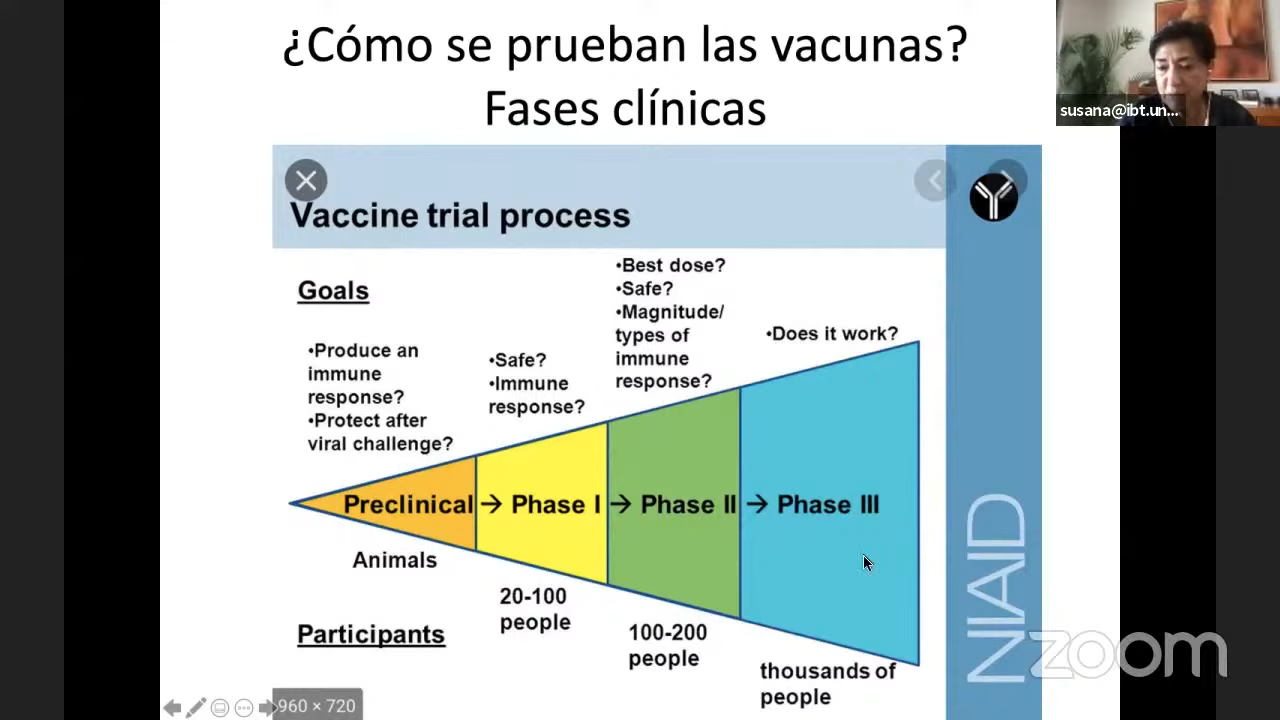 ¿Cómo se prueban las vacunas?
Fases clínicas
susana@ibt.un...
Vaccine trial process
Goals
•Produce an
immune
response?
•Protect after
viral challenge?
•Safe?
•Immune
response?
•Best dose?
•Safe?
•Magnitude/
types of
immune
response?
•Does it work?
Preclinical → Phase I → Phase II → Phase III
Animals
20-100
people
100-200
people
thousands of
people
Participants
NIAID
zoom
960 × 720